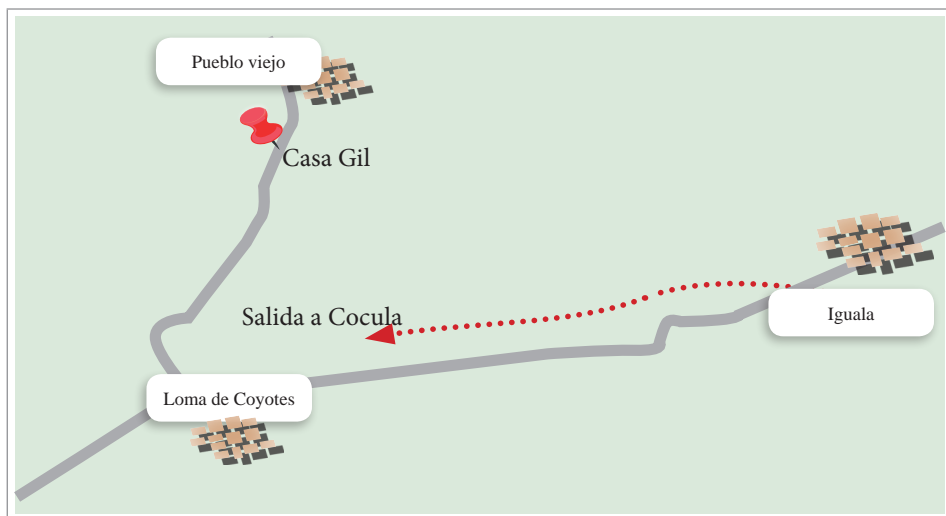 Pueblo viejo
Casa Gil
Salida a Cocula
Iguala
Loma de Coyotes